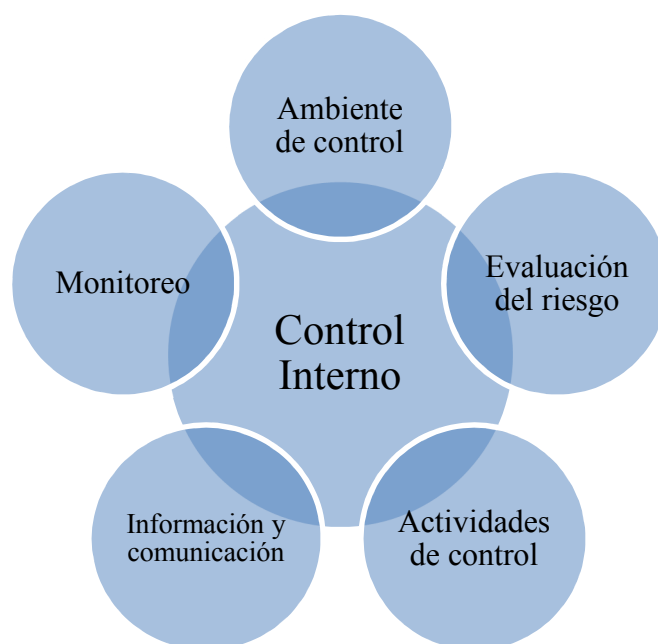 Ambiente
de control
Evaluación
del riesgo
Actividades
de control
Información y
comunicación
Monitoreo
Control
Interno